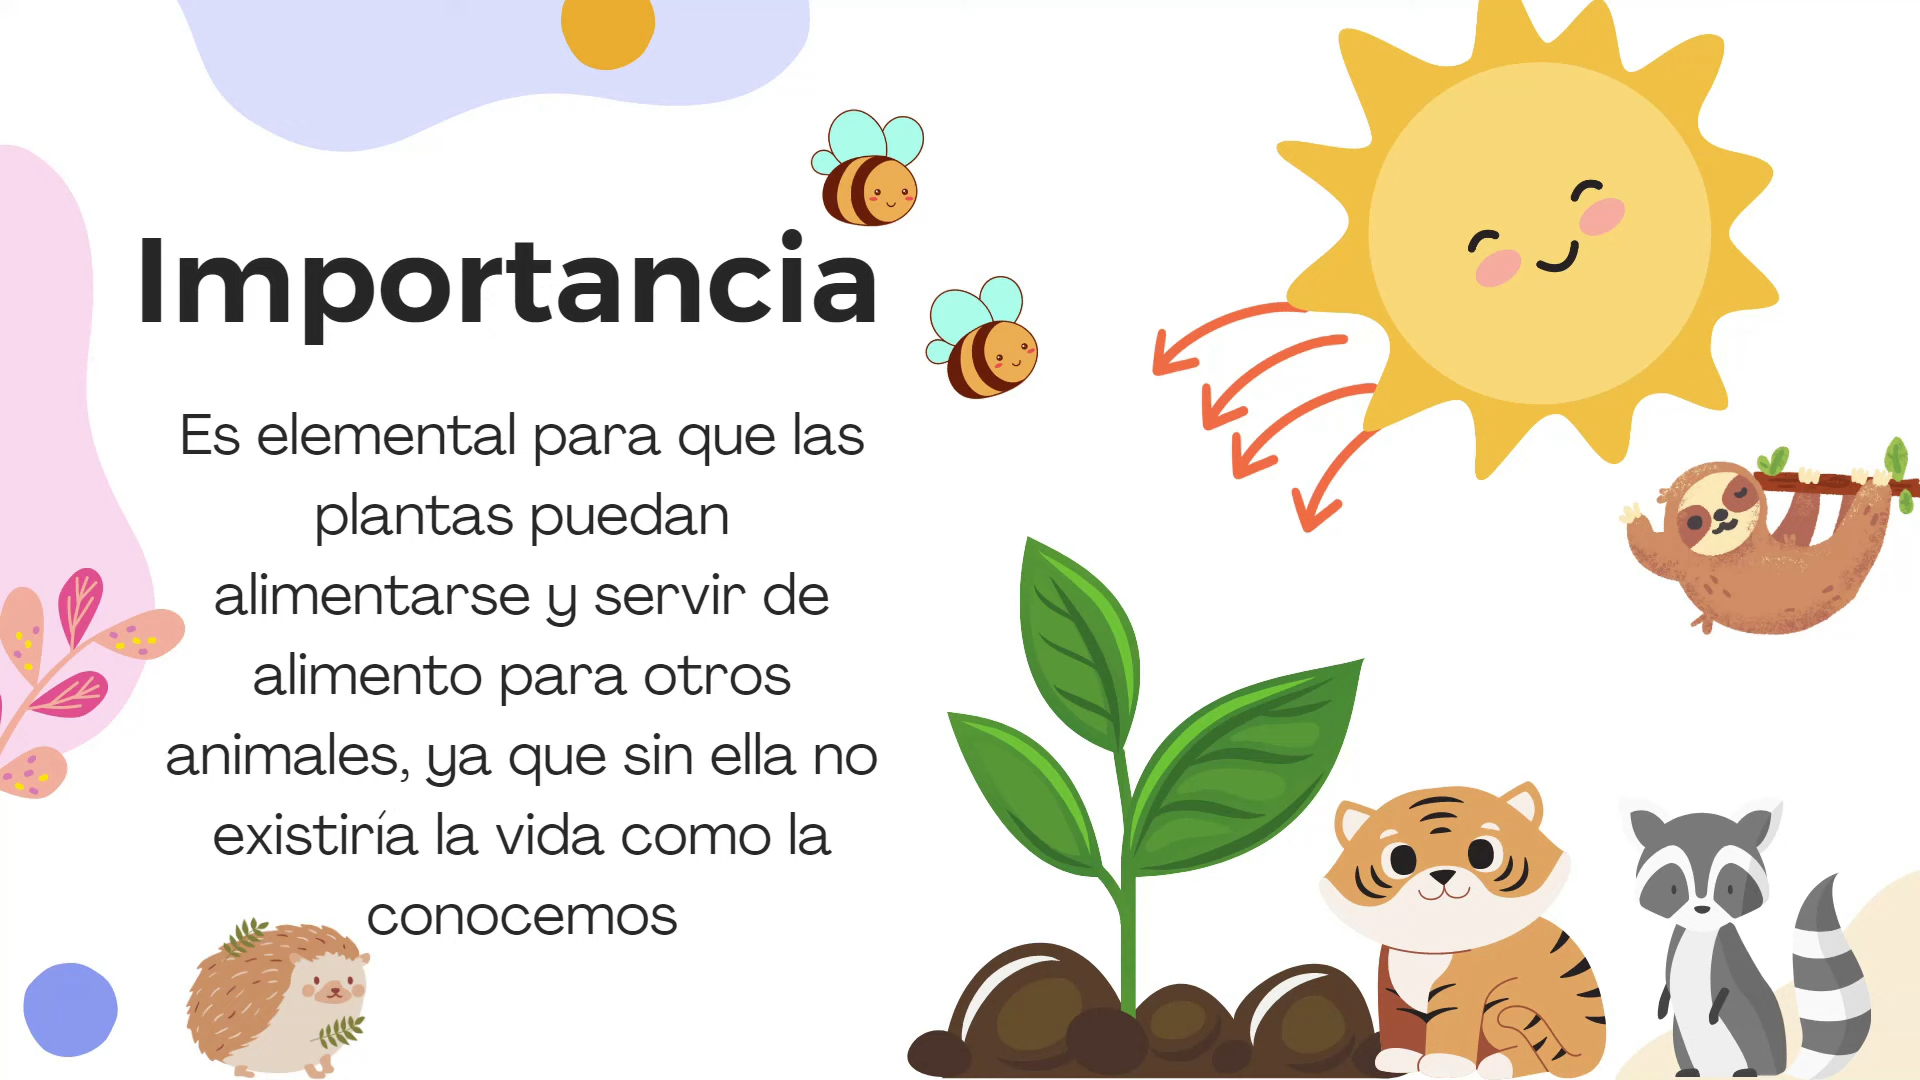 Importancia
Es elemental para que las
plantas puedan
alimentarse y servir de
alimento para otros
animales, ya que sin ella no
existiría la vida como la
conocemos